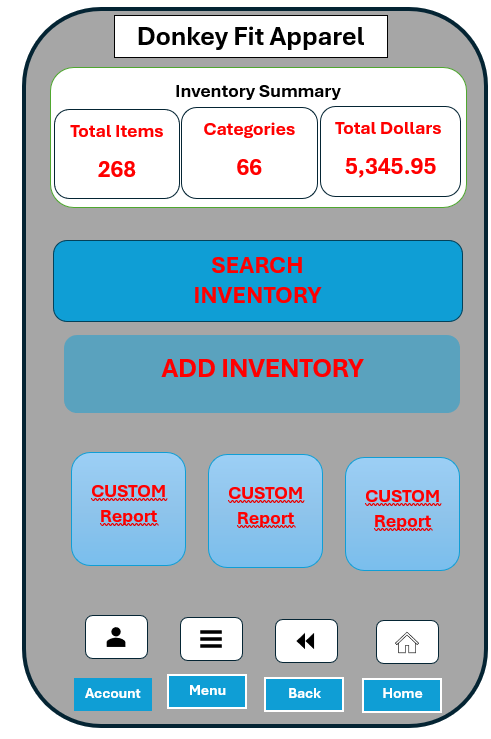 Donkey Fit Apparel
Inventory Summary
Total Items
Categories
Total Dollars
268
66
5,345.95
SEARCH
INVENTORY
ADD INVENTORY
CUSTOM
Report
CUSTOM
Report
CUSTOM
Report
Account
Menu
Back
Home